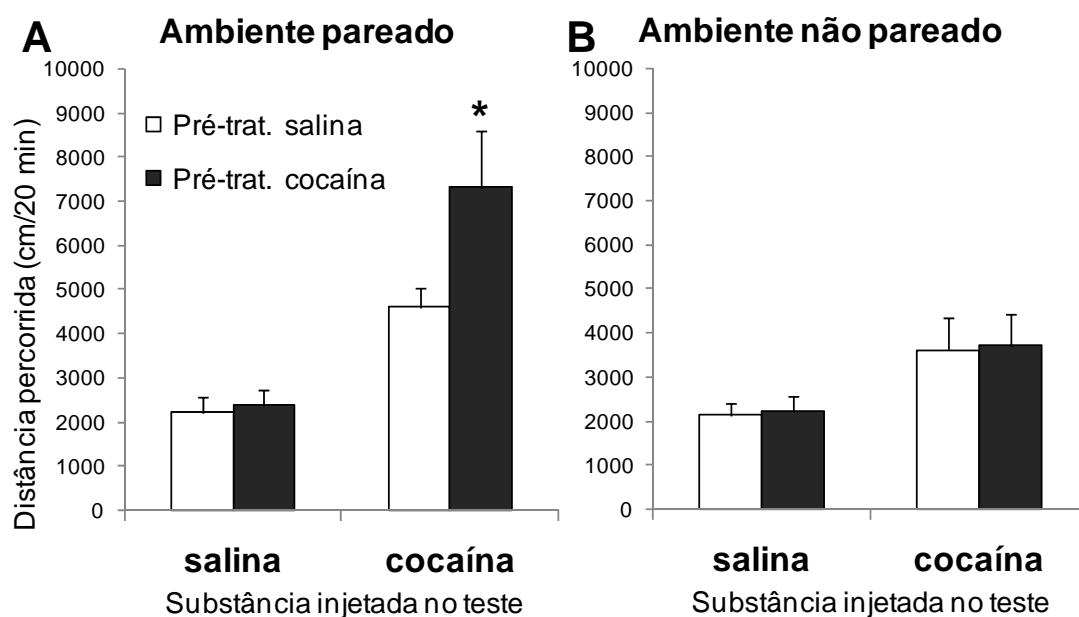 A Ambiente pareado
10000
9000
8000
7000
6000
5000
4000
3000
2000
1000
0
Distância percorrida (cm/20 min)
Pré-trat. salina
Pré-trat. cocaína
*
salina cocaína
Substância injetada no teste
B Ambiente não pareado
10000
9000
8000
7000
6000
5000
4000
3000
2000
1000
0
salina cocaína
Substância injetada no teste